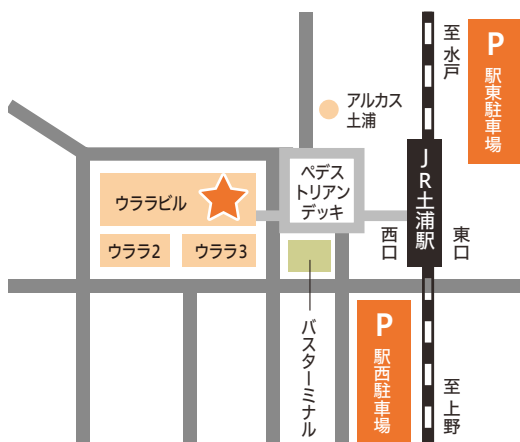 至水戸
P
駅東駐車場
アルカス
土浦
ペデス
トリアン
デッキ
JR土浦駅
ウララビル
西口
東口
ウララ2
ウララ3
バスターミナル
P
駅西駐車場
至上野